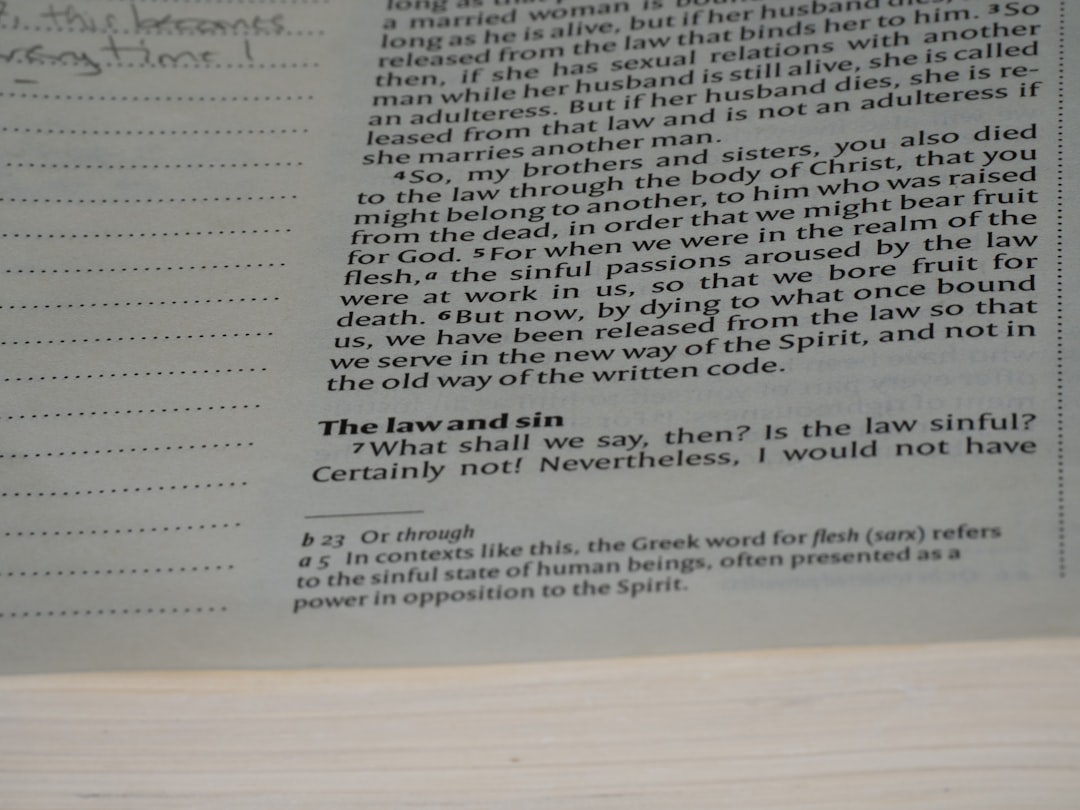 this becomes
time!
long as
a married woman is
long as he is alive, but if her husband dies,
released from the law that binds her to him. 3So
then, if she has sexual relations with another
man while her husband is still alive, she is called
an adulteress. But if her husband dies, she is re-
leased from that law and is not an adulteress if
she marries another man.
4So, my brothers and sisters, you also died
to the law through the body of Christ, that you
might belong to another, to him who was raised
from the dead, in order that we might bear fruit
for God. 5For when we were in the realm of the
flesh,a the sinful passions aroused by the law
were at work in us, so that we bore fruit for
death. 6But now, by dying to what once bound
us, we have been released from the law so that
we serve in the new way of the Spirit, and not in
the old way of the written code.
The law and sin
7What shall we say, then? Is the law sinful?
Certainly not! Nevertheless, I would not have
b 23 Or through
a 5 In contexts like this, the Greek word for flesh (sarx) refers
to the sinful state of human beings, often presented as a
power in opposition to the Spirit.